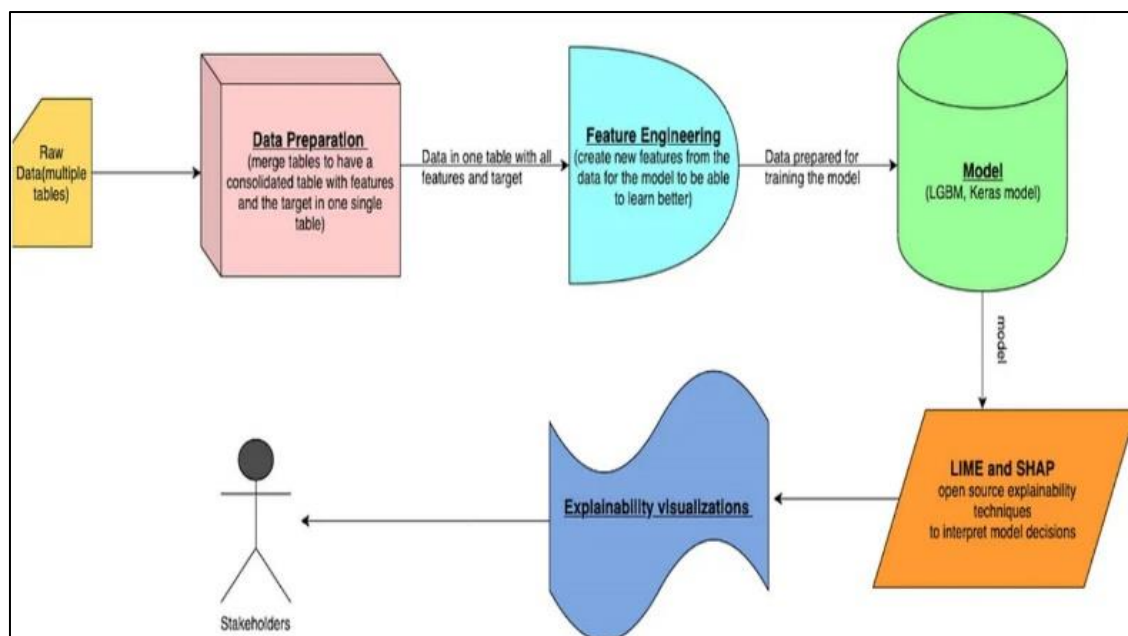 Raw
Data(multiple
tables)
Data Preparation
(merge tables to have a
consolidated table with features
and the target in one single
table)
Data in one table with all
features and target
Feature Engineering
(create new features from the
data for the model to be able
to learn better)
Data prepared for
training the model
Model
(LGBM, Keras model)
model
LIME and SHAP
open source explainability
techniques
to interpret model decisions
Explainability visualizations
Stakeholders